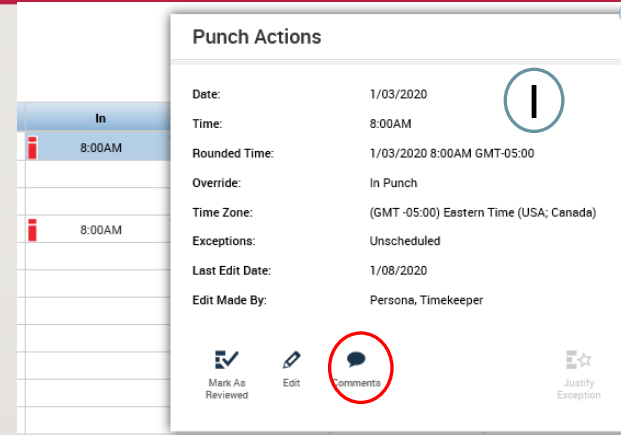 Punch Actions
Date: 1/03/2020
I
Time: 8:00AM
Rounded Time: 1/03/2020 8:00AM GMT-05:00
Override: In Punch
Time Zone: (GMT -05:00) Eastern Time (USA; Canada)
Exceptions: Unscheduled
Last Edit Date: 1/08/2020
Edit Made By: Persona, Timekeeper
Mark As
Reviewed
Edit
Comments
Justify
Exception
In
8:00AM
8:00AM